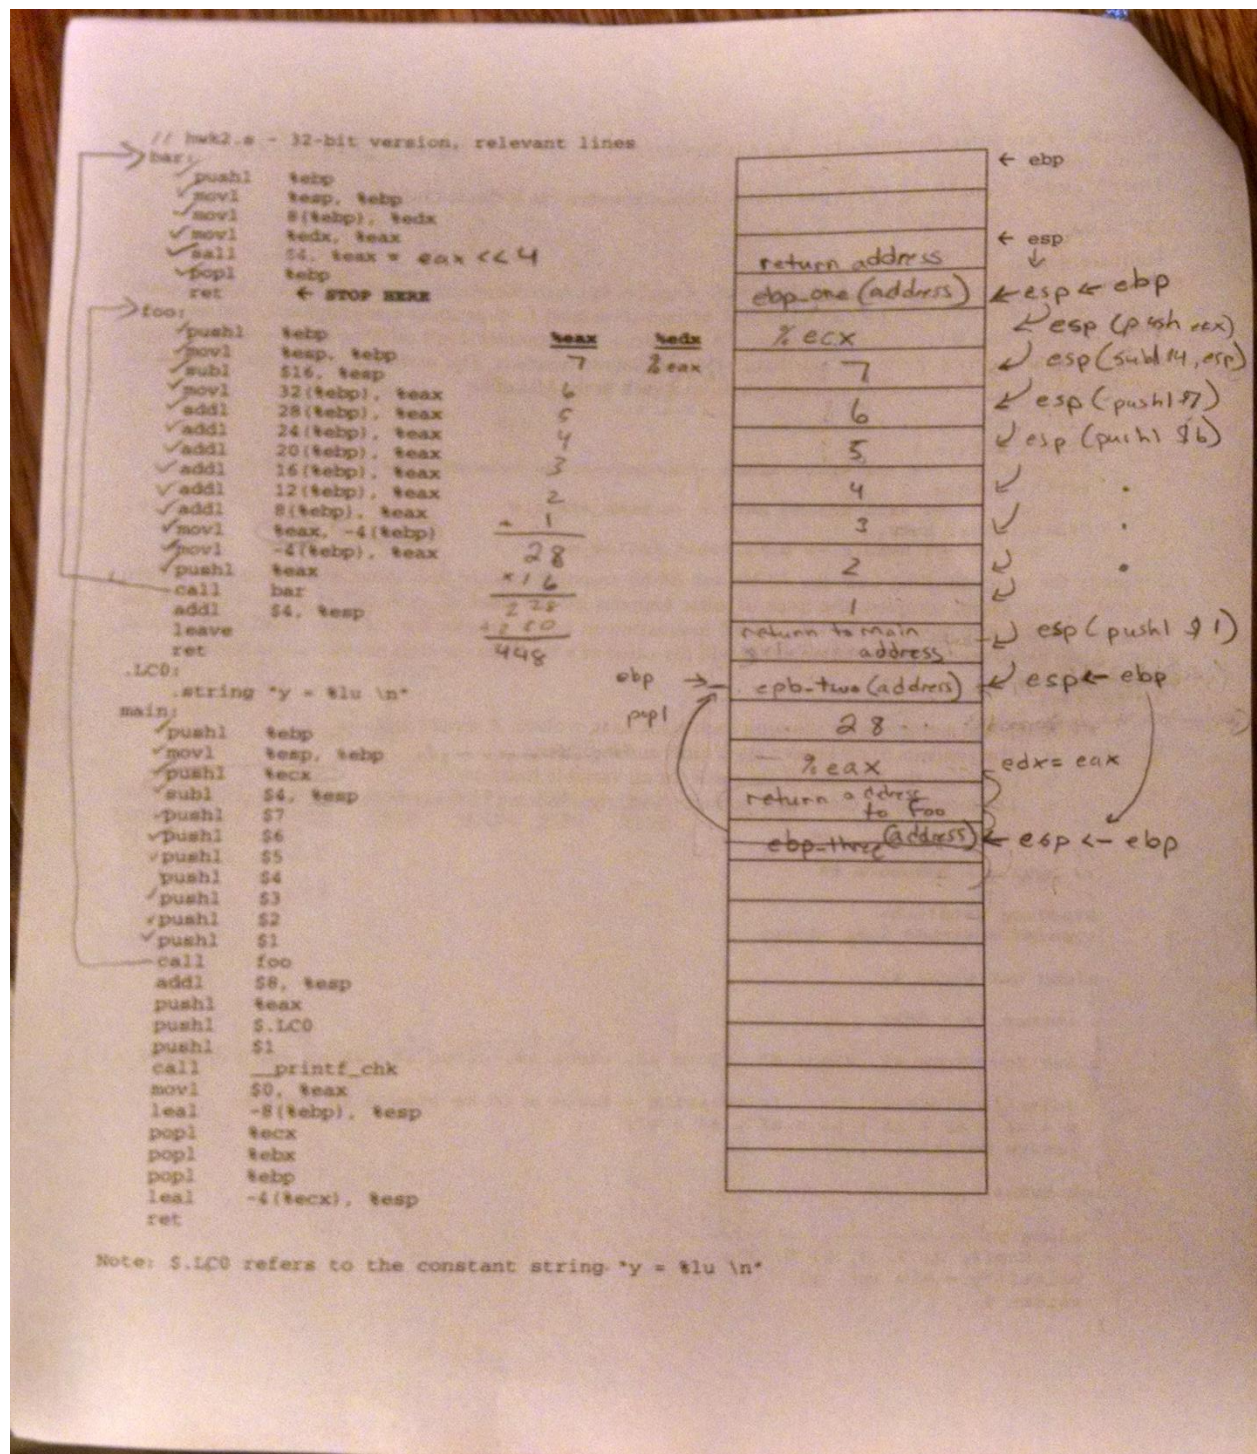 // hwk2.s - 32-bit version, relevant lines
bar:
pushl %ebp
movl %esp, %ebp
movl 8(%ebp), %edx
movl %edx, %eax
sall $4, %eax = eax << 4
popl %ebp
ret ← STOP HERE
foo:
pushl %ebp
movl %esp, %ebp
subl $16, %esp
movl 32(%ebp), %eax
addl 28(%ebp), %eax
addl 24(%ebp), %eax
addl 20(%ebp), %eax
addl 16(%ebp), %eax
addl 12(%ebp), %eax
addl 8(%ebp), %eax
movl %eax, -4(%ebp)
movl -4(%ebp), %eax
pushl %eax
call bar
addl $4, %esp
leave
ret
.LC0:
.string "y = %lu \n"
main:
pushl %ebp
movl %esp, %ebp
pushl %ecx
subl $4, %esp
pushl $7
pushl $6
pushl $5
pushl $4
pushl $3
pushl $2
pushl $1
call foo
addl $8, %esp
pushl %eax
pushl $.LC0
pushl $1
call __printf_chk
movl $0, %eax
leal -8(%ebp), %esp
popl %ecx
popl %ebx
popl %ebp
leal -4(%ecx), %esp
ret
Note: $.LC0 refers to the constant string "y = %lu \n"
%eax %edx
7 %eax
6
5
4
3
2
+ 1
28
×16
448
← ebp
← esp
return address
ebp_one (address) ← esp ← ebp
%ecx esp (push ecx)
7 esp (subl $4, esp)
6 esp (pushl $7)
5 esp (pushl $6)
4
3
2
1
return to main
address esp (pushl $1)
ebp → epb-two (address) esp ← ebp
popl
28
%eax edx = eax
return address
to foo
ebp-three (address) ← esp ← ebp